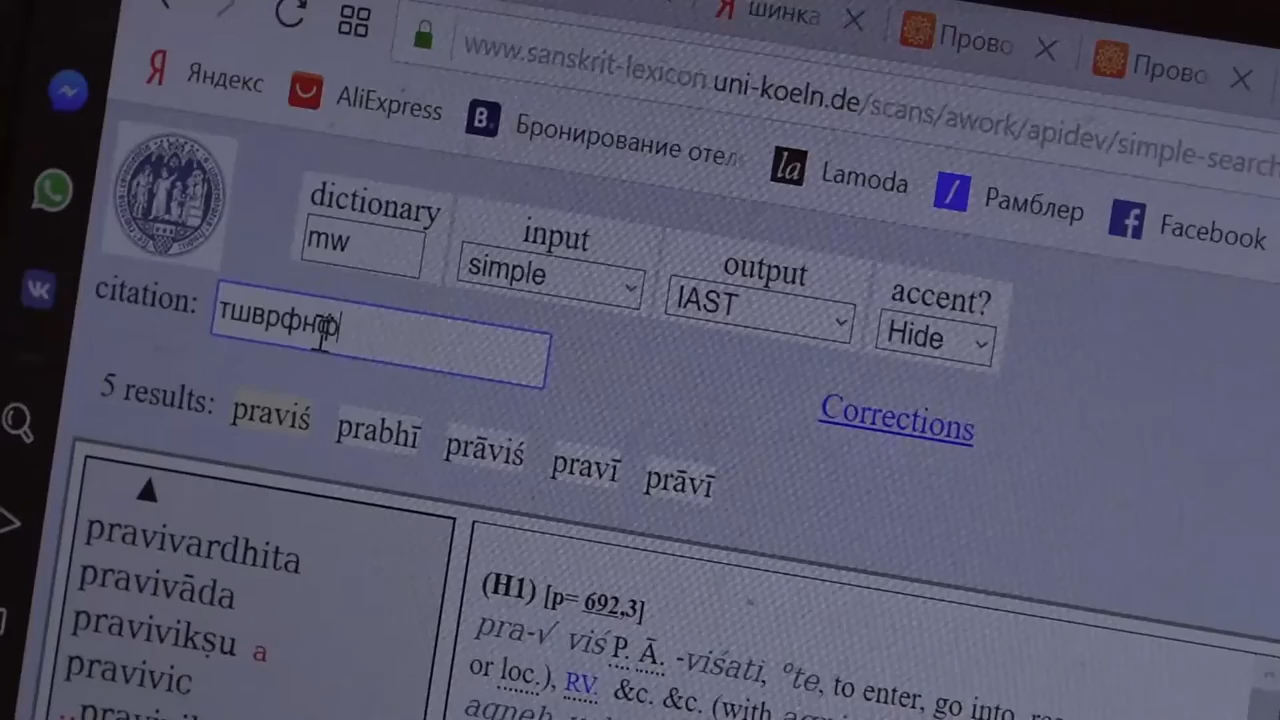 шинка
Прово
Прово
www.sanskrit-lexicon.uni-koeln.de/scans/awork/apidev/simple-search
Яндекс
AliExpress
B.
Бронирование отел
la
Lamoda
Рамблер
Facebook
dictionary
input
output
accent?
mw
simple
IAST
Hide
citation:
тшврфнф
5 results: praviś prabhī prāviś pravī prāvī
Corrections
pravivardhita
pravivāda
pravivikṣu a
pravivic
(H1) [p= 692,3]
pra-√ viś P. Ā. -viśati, °te, to enter, go into,
or loc.), RV. &c. &c. (with